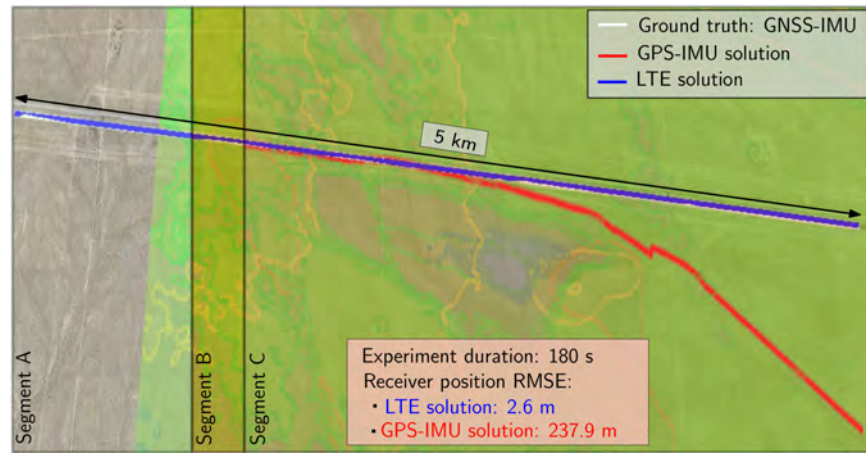 Ground truth: GNSS-IMU
GPS-IMU solution
LTE solution
5 km
Segment A
Segment B
Segment C
Experiment duration: 180 s
Receiver position RMSE:
• LTE solution: 2.6 m
• GPS-IMU solution: 237.9 m